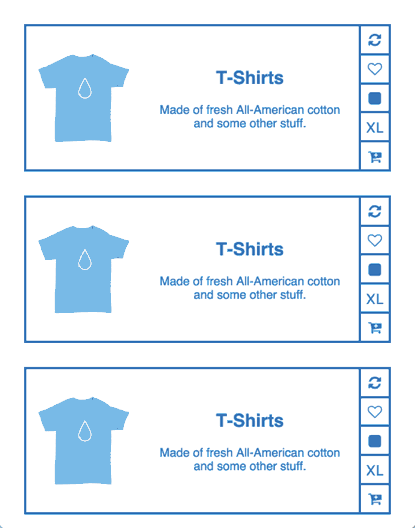 T-Shirts
Made of fresh All-American cotton
and some other stuff.
XL
T-Shirts
Made of fresh All-American cotton
and some other stuff.
XL
T-Shirts
Made of fresh All-American cotton
and some other stuff.
XL